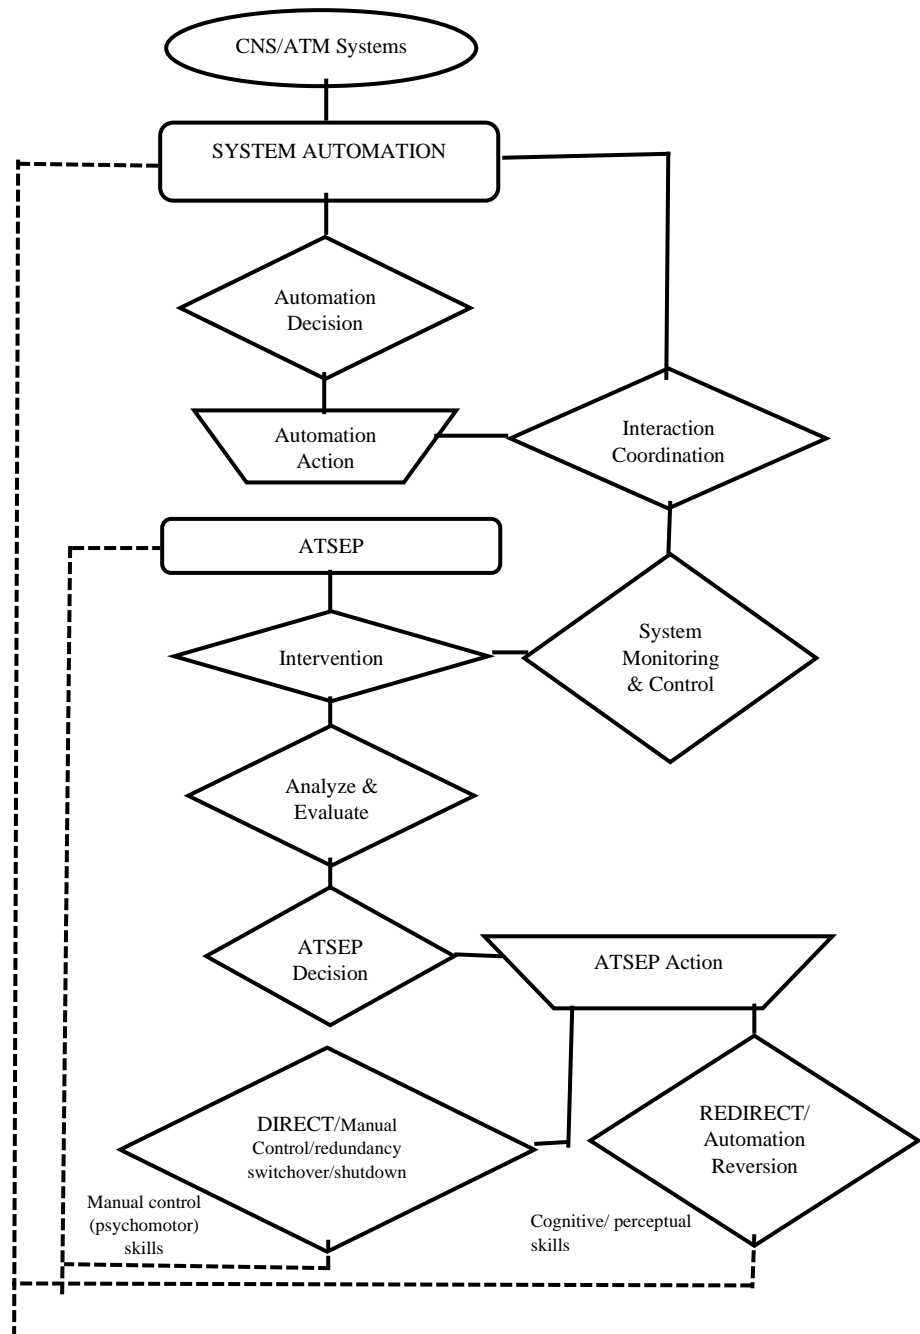 CNS/ATM Systems
SYSTEM AUTOMATION
Automation
Decision
Automation
Action
Interaction
Coordination
ATSEP
System
Monitoring
& Control
Intervention
Analyze &
Evaluate
ATSEP
Decision
ATSEP Action
DIRECT/Manual
Control/redundancy
switchover/shutdown
REDIRECT/
Automation
Reversion
Manual control
(psychomotor)
skills
Cognitive/ perceptual
skills